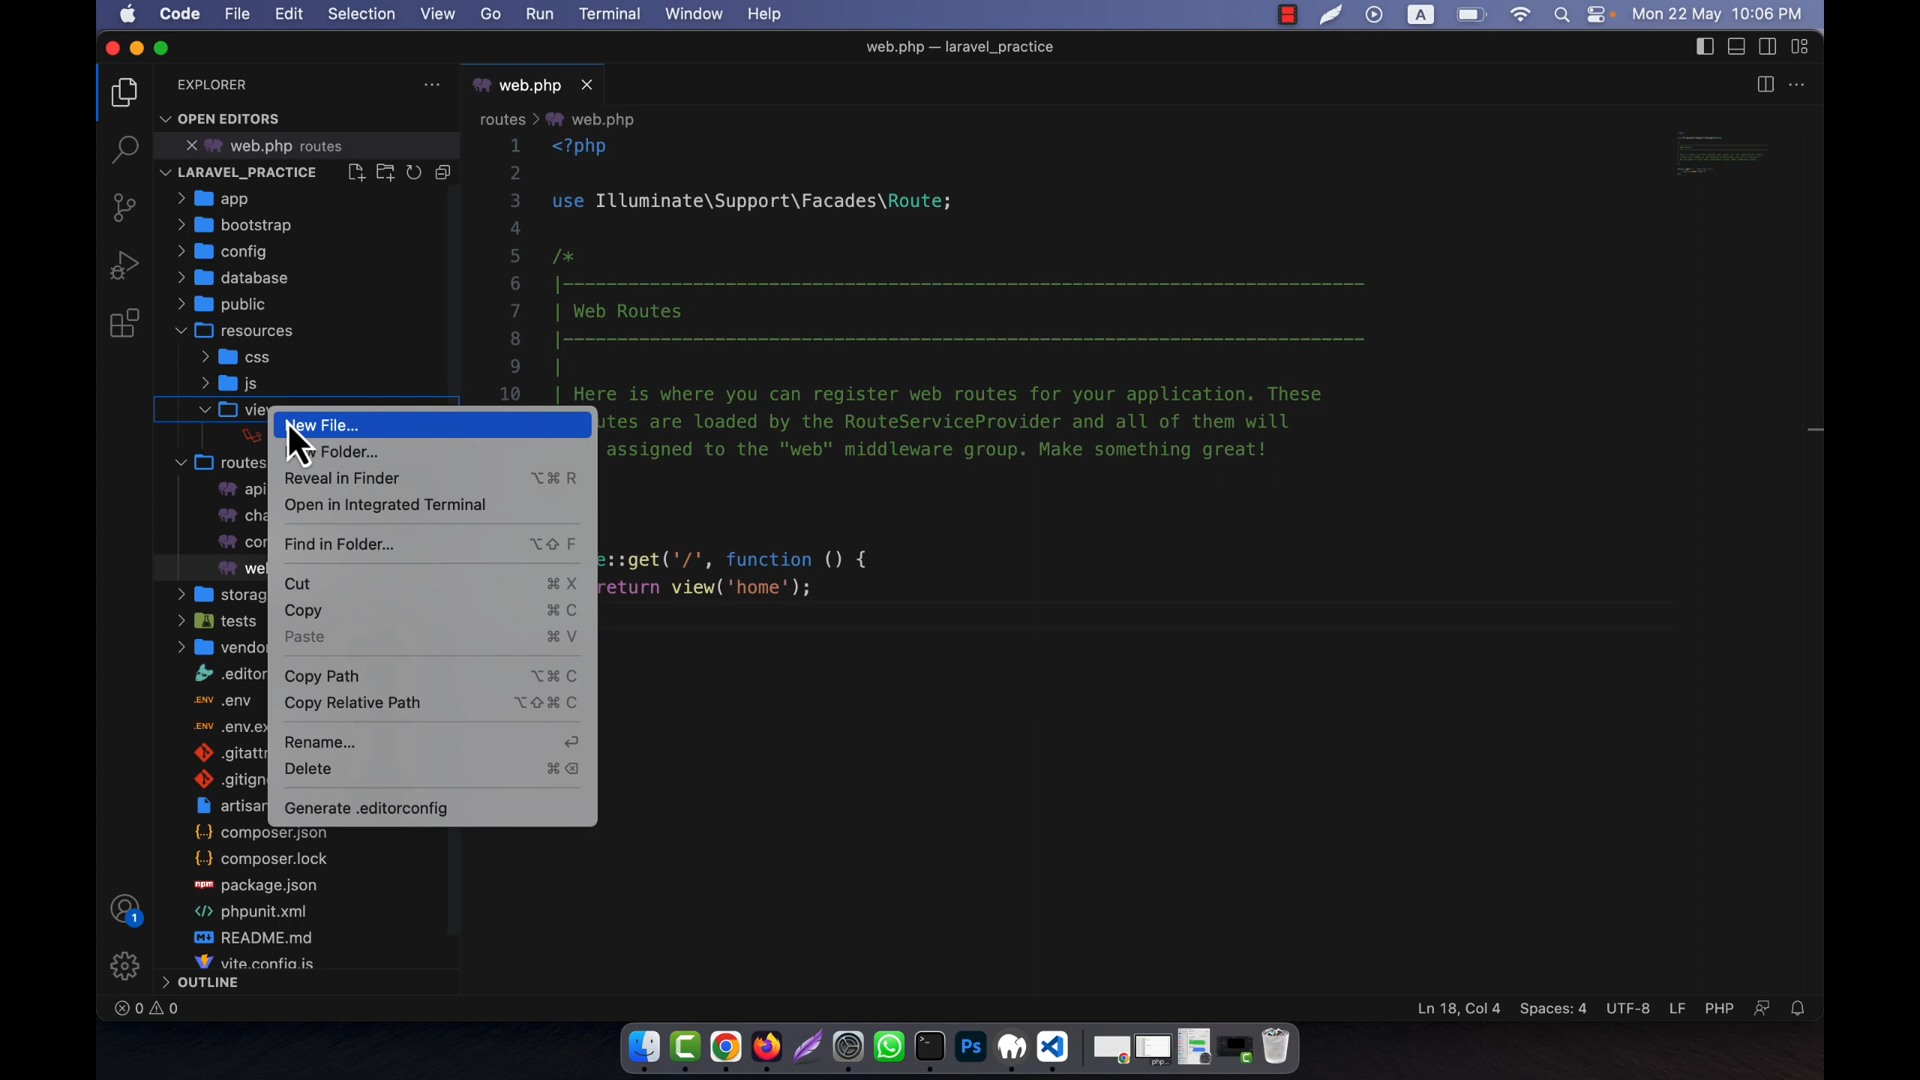 Code File Edit Selection View Go Run Terminal Window Help A Mon 22 May 10:06 PM
web.php — laravel_practice
EXPLORER
web.php
OPEN EDITORS
routes > web.php
web.php routes
LARAVEL_PRACTICE
app
bootstrap
config
database
public
resources
css
js
routes
tests
.env
composer.json
composer.lock
package.json
phpunit.xml
README.md
vite.config.js
OUTLINE
New File...
Folder...
Reveal in Finder ⌥⌘ R
Open in Integrated Terminal
Find in Folder... ⌥⇧ F
Cut ⌘ X
Copy ⌘ C
Paste ⌘ V
Copy Path ⌥⌘ C
Copy Relative Path ⌥⇧⌘ C
Rename... ⏎
Delete ⌘⌫
Generate .editorconfig
1 <?php
2
3 use Illuminate\Support\Facades\Route;
4
5 /*
6 |--------------------------------------------------------------------------
7 | Web Routes
8 |--------------------------------------------------------------------------
9 |
10 | Here is where you can register web routes for your application. These
utes are loaded by the RouteServiceProvider and all of them will
assigned to the "web" middleware group. Make something great!
e::get('/', function () {
return view('home');
1
0 0
Ln 18, Col 4 Spaces: 4 UTF-8 LF PHP
Ps